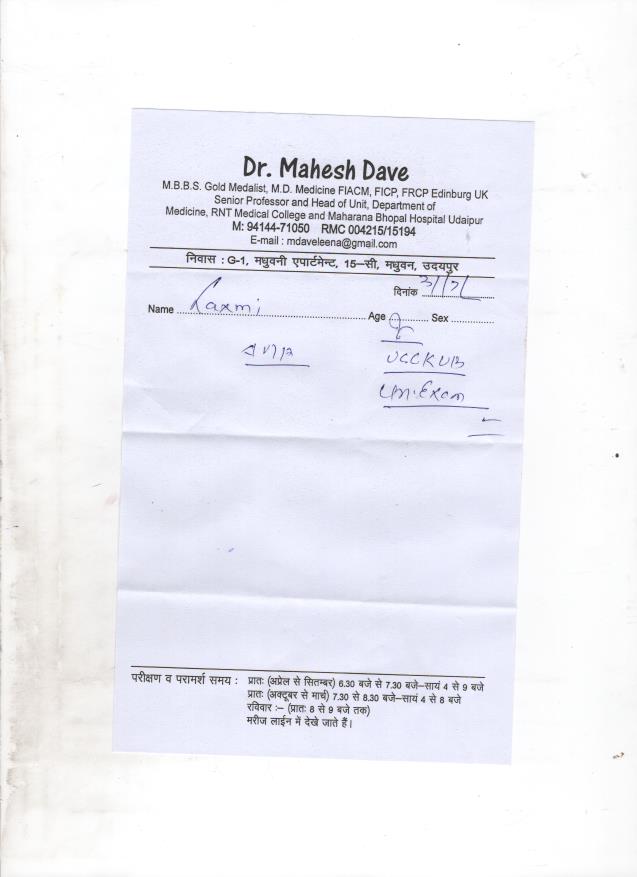 Dr. Mahesh Dave
M.B.B.S. Gold Medalist, M.D. Medicine FIACM, FICP, FRCP Edinburg UK
Senior Professor and Head of Unit, Department of
Medicine, RNT Medical College and Maharana Bhopal Hospital Udaipur
M: 94144-71050 RMC 004215/15194
E-mail : mdaveleena@gmail.com
निवास : G-1, मधुवनी एपार्टमेन्ट, 15–सी, मधुवन, उदयपुर
दिनांक
Name Laxmi Age Sex
परीक्षण व परामर्श समय : प्रातः (अप्रेल से सितम्बर) 6.30 बजे से 7.30 बजे–सायं 4 से 9 बजे
प्रातः (अक्टूबर से मार्च) 7.30 से 8.30 बजे–सायं 4 से 8 बजे
रविवार :– (प्रातः 8 से 9 बजे तक)
मरीज लाईन में देखे जाते हैं।